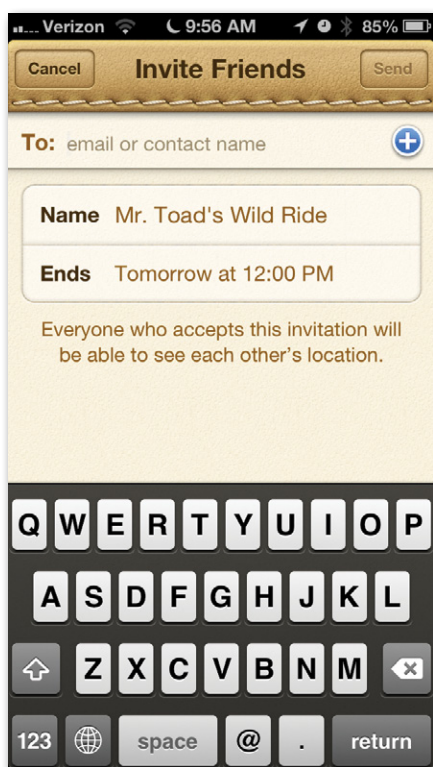 Verizon 9:56 AM 85%
Cancel Invite Friends Send
To: email or contact name
Name Mr. Toad's Wild Ride
Ends Tomorrow at 12:00 PM
Everyone who accepts this invitation will
be able to see each other's location.
Q W E R T Y U I O P
A S D F G H J K L
Z X C V B N M
123 space @ . return